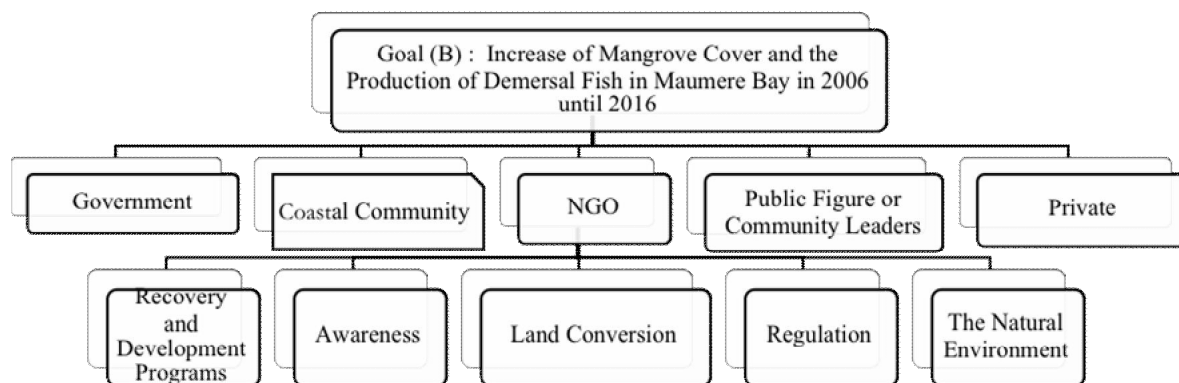 Goal (B) : Increase of Mangrove Cover and the
Production of Demersal Fish in Maumere Bay in 2006
until 2016
Government
Coastal Community
NGO
Public Figure or
Community Leaders
Private
Recovery
and
Development
Programs
Awareness
Land Conversion
Regulation
The Natural
Environment